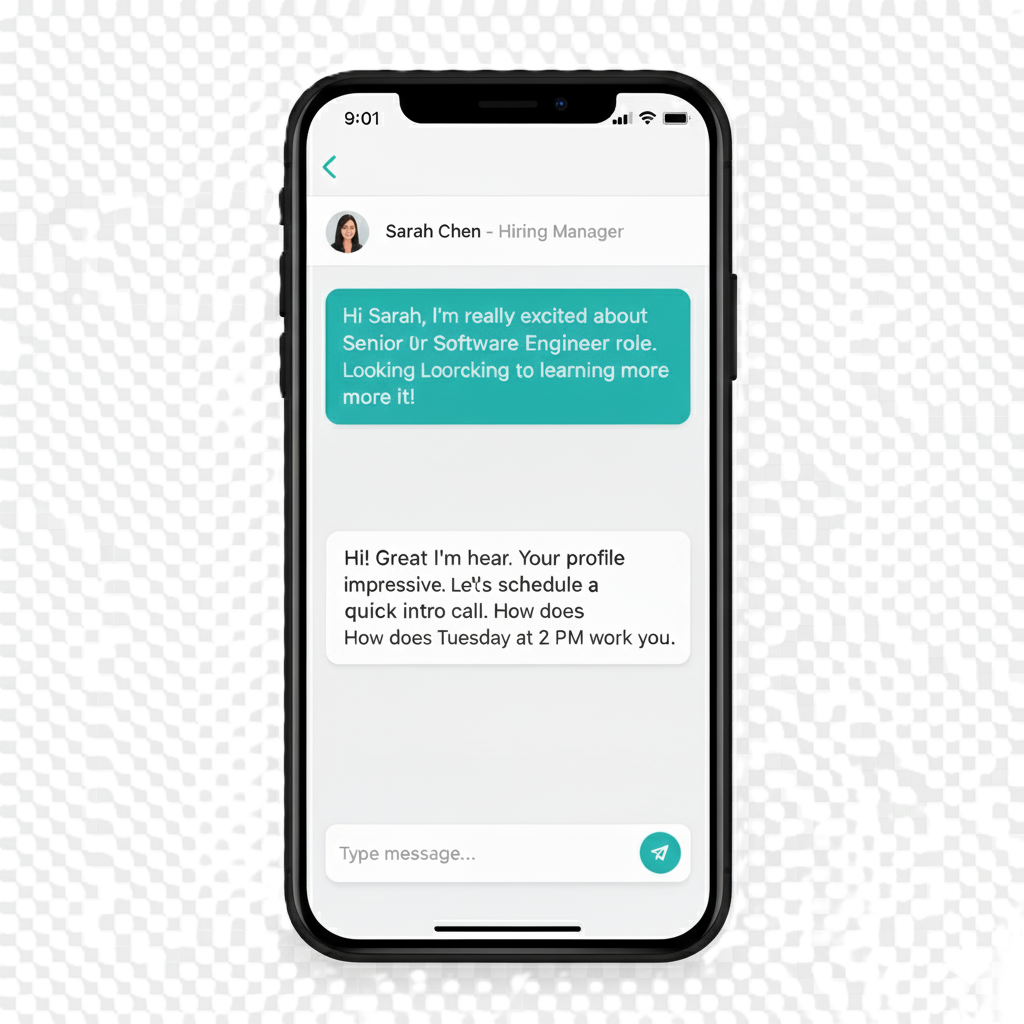 9:01
Sarah Chen - Hiring Manager
Hi Sarah, I'm really excited about
Senior Ur Software Engineer role.
Looking Loorcking to learning more
more it!
Hi! Great I'm hear. Your profile
impressive. Let's schedule a
quick intro call. How does
How does Tuesday at 2 PM work you.
Type message...